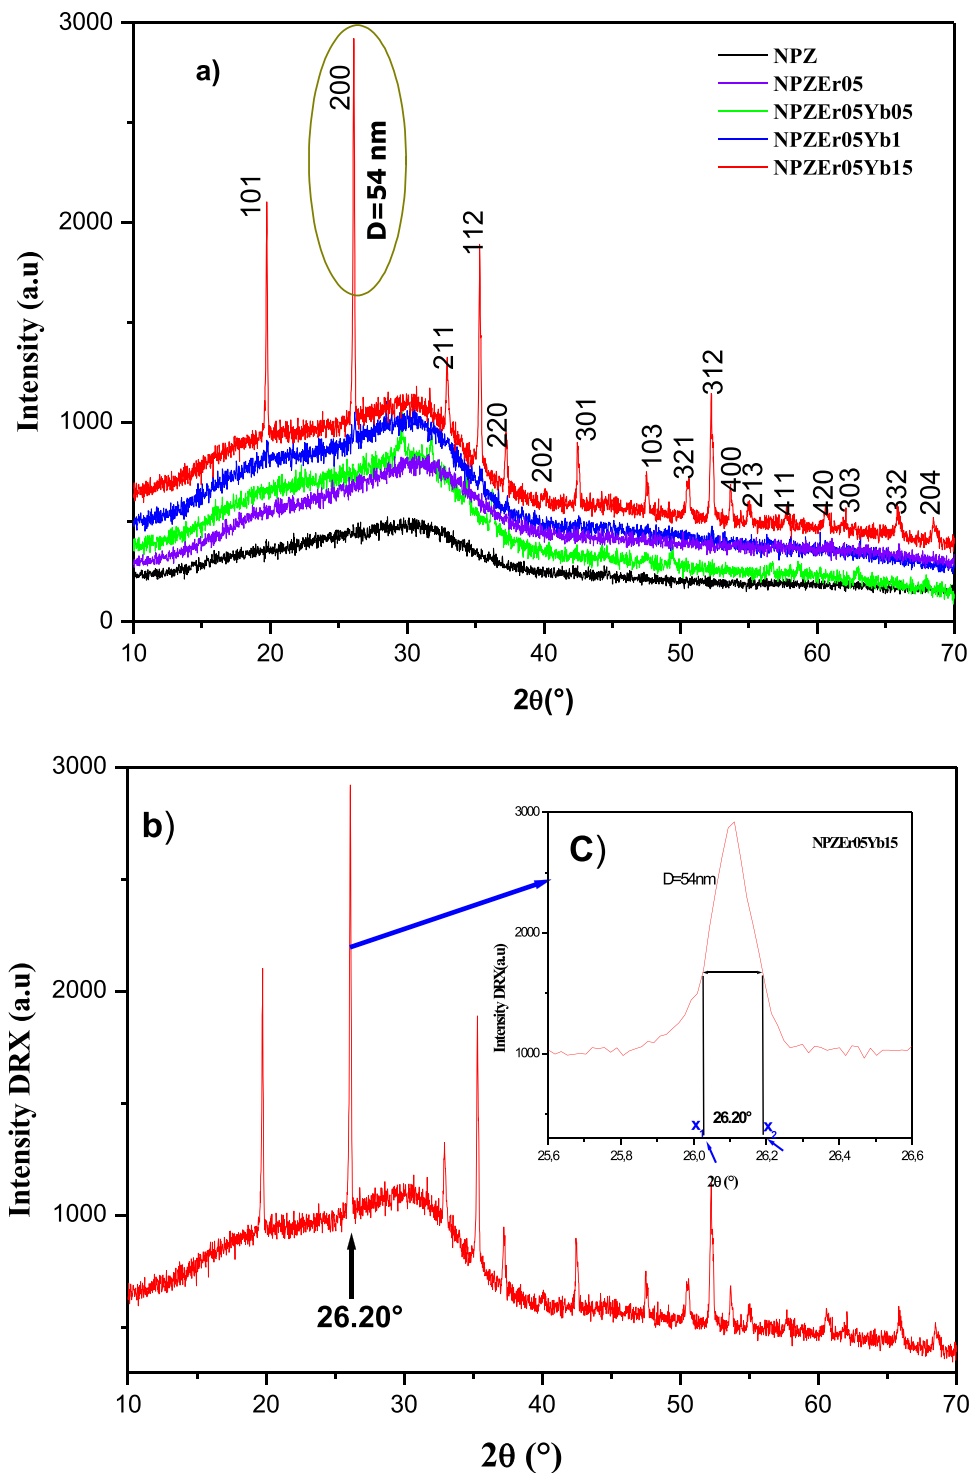 3000
2000
1000
0
Intensity (a.u)
a)
NPZ
NPZEr05
NPZEr05Yb05
NPZEr05Yb1
NPZEr05Yb15
101
200
D=54 nm
211
112
220
202
301
103
321
312
400
213
411
420
303
332
204
10 20 30 40 50 60 70
2θ(°)
3000
2000
1000
Intensity DRX (a.u)
b)
26.20°
10 20 30 40 50 60 70
2θ (°)
C)
NPZEr05Yb15
D=54nm
3000
2000
1000
Intensity DRX(a.u)
26.20°
X
X2
25,6 25,8 26,0 26,2 26,4 26,6
2θ (°)